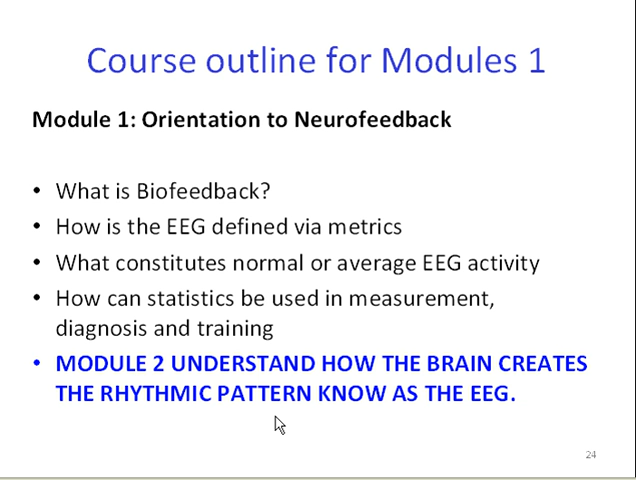 Course outline for Modules 1
Module 1: Orientation to Neurofeedback
• What is Biofeedback?
• How is the EEG defined via metrics
• What constitutes normal or average EEG activity
• How can statistics be used in measurement,
diagnosis and training
• MODULE 2 UNDERSTAND HOW THE BRAIN CREATES
THE RHYTHMIC PATTERN KNOW AS THE EEG.
24